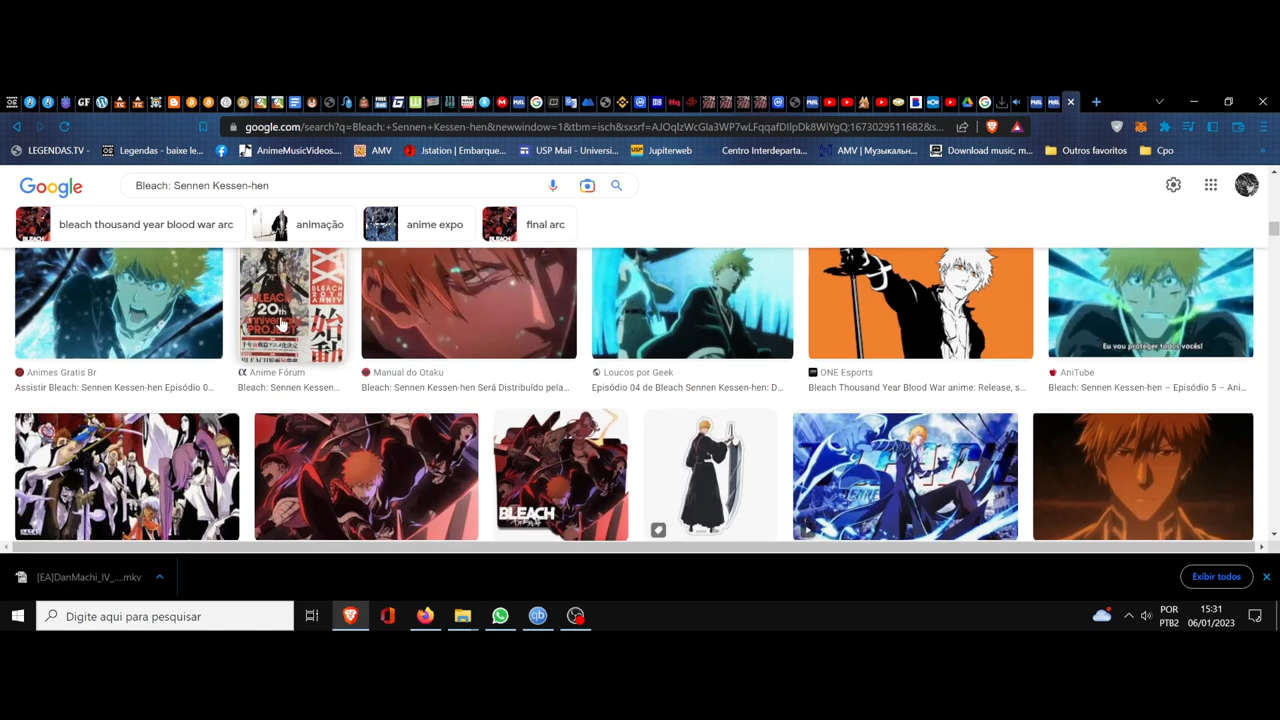 google.com/search?q=Bleach:+Sennen+Kessen-hen&newwindow=1&tbm=isch&sxsrf=AJOqlzWcGla3WP7wLFqqafDIlpDk8WiYgQ:1673029511682&s...
LEGENDAS.TV -
Legendas - baixe le...
AnimeMusicVideos....
AMV
Jstation | Embarque...
USP Mail - Universi...
Jupiterweb
Centro Interdeparta...
AMV | Музыкальн...
Download music, m...
Outros favoritos
Cpo
Google
Bleach: Sennen Kessen-hen
bleach thousand year blood war arc
animação
anime expo
final arc
BLEACH
20th
Anniversary
PROJECT
始動
Eu vou proteger todos vocês!
Animes Gratis Br
Anime Fórum
Manual do Otaku
Loucos por Geek
ONE Esports
AniTube
Assistir Bleach: Sennen Kessen-hen Episódio 0...
Bleach: Sennen Kessen...
Bleach: Sennen Kessen-hen Será Distribuído pela...
Episódio 04 de Bleach Sennen Kessen-hen: D...
Bleach Thousand Year Blood War anime: Release, s...
Bleach: Sennen Kessen-hen – Episódio 5 – Ani...
BLEACH
[EA]DanMachi_IV_....mkv
Exibir todos
Digite aqui para pesquisar
POR
PTB2
15:31
06/01/2023